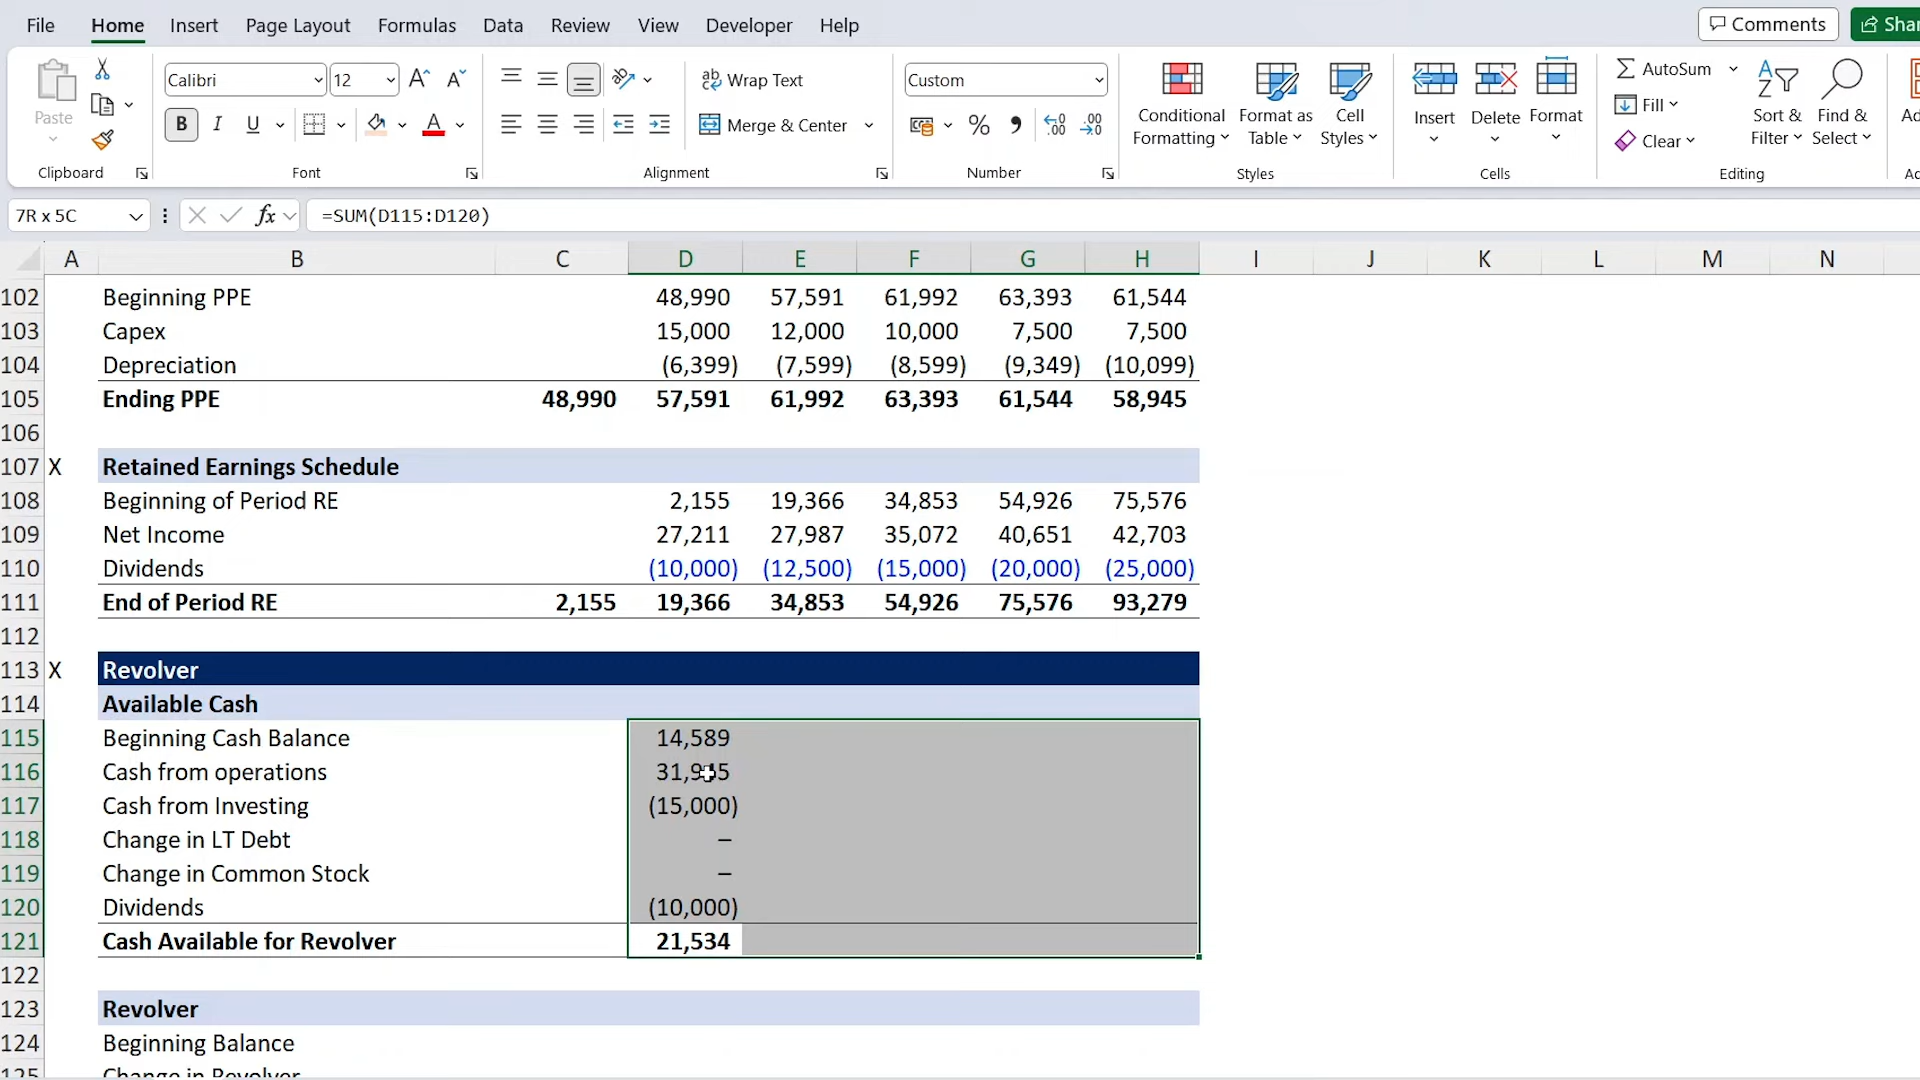 File Home Insert Page Layout Formulas Data Review View Developer Help Comments
Calibri 12 Wrap Text Custom AutoSum
Paste Conditional Formatting Format as Table Cell Styles Insert Delete Format Fill Sort & Filter Find & Select
B I U Merge & Center Clear
Clipboard Font Alignment Number Styles Cells Editing
7R x 5C fx =SUM(D115:D120)
A B C D E F G H I J K L M N
102 Beginning PPE 48,990 57,591 61,992 63,393 61,544
103 Capex 15,000 12,000 10,000 7,500 7,500
104 Depreciation (6,399) (7,599) (8,599) (9,349) (10,099)
105 Ending PPE 48,990 57,591 61,992 63,393 61,544 58,945
106
107 X Retained Earnings Schedule
108 Beginning of Period RE 2,155 19,366 34,853 54,926 75,576
109 Net Income 27,211 27,987 35,072 40,651 42,703
110 Dividends (10,000) (12,500) (15,000) (20,000) (25,000)
111 End of Period RE 2,155 19,366 34,853 54,926 75,576 93,279
112
113 X Revolver
114 Available Cash
115 Beginning Cash Balance 14,589
116 Cash from operations 31,945
117 Cash from Investing (15,000)
118 Change in LT Debt –
119 Change in Common Stock –
120 Dividends (10,000)
121 Cash Available for Revolver 21,534
122
123 Revolver
124 Beginning Balance
125 Change in Revolver